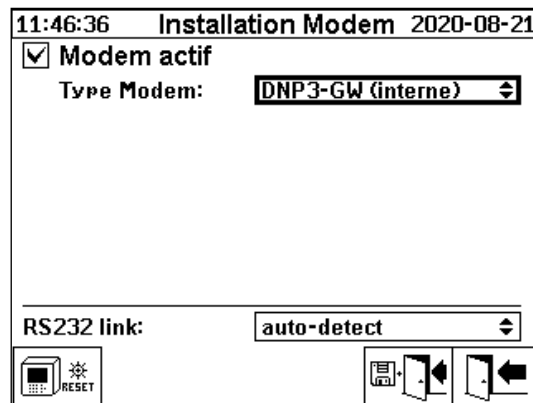 11:46:36 Installation Modem 2020-08-21
Modem actif
Type Modem: DNP3-GW (interne)
RS232 link: auto-detect
RESET